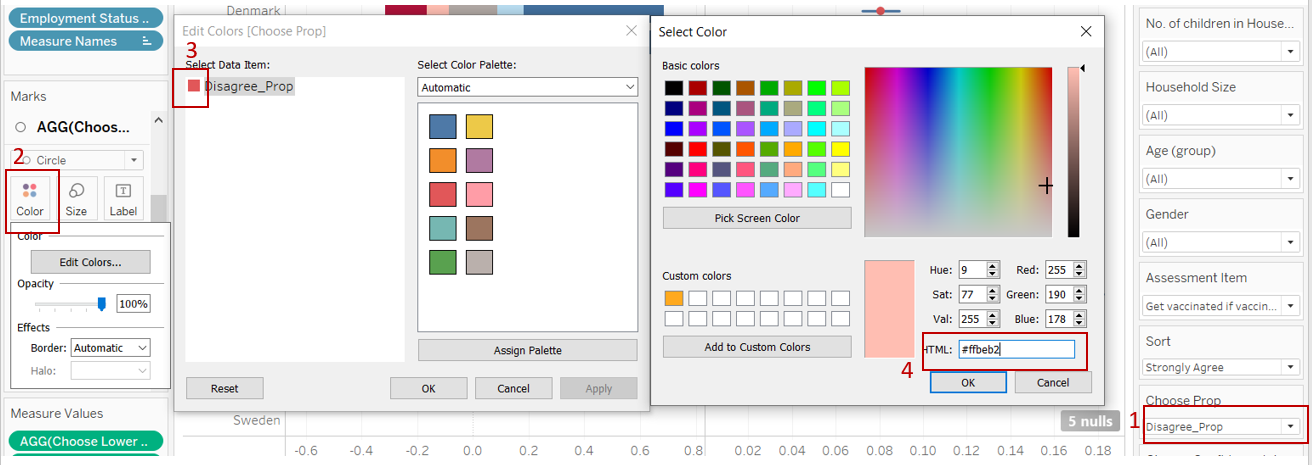 Employment Status ..
Measure Names
Marks
AGG(Choos...
Circle
2
Color
Size
Label
Color
Edit Colors...
Opacity
100%
Effects
Border:
Automatic
Halo:
Measure Values
AGG(Choose Lower ..
Denmark
Edit Colors [Choose Prop]
3
Select Data Item:
Disagree_Prop
Select Color Palette:
Automatic
Assign Palette
Reset
OK
Cancel
Apply
Select Color
Basic colors
Pick Screen Color
Custom colors
Add to Custom Colors
Hue:
9
Red:
255
Sat:
77
Green:
190
Val:
255
Blue:
178
HTML:
#ffbeb2
4
OK
Cancel
Sweden
5 nulls
-0.6
-0.4
-0.2
0.0
0.2
0.4
0.6
0.8
0.00
0.02
0.04
0.06
0.08
0.10
0.12
0.14
0.16
0.18
No. of children in House...
(All)
Household Size
(All)
Age (group)
(All)
Gender
(All)
Assessment Item
Get vaccinated if vaccin...
Sort
Strongly Agree
Choose Prop
1
Disagree_Prop